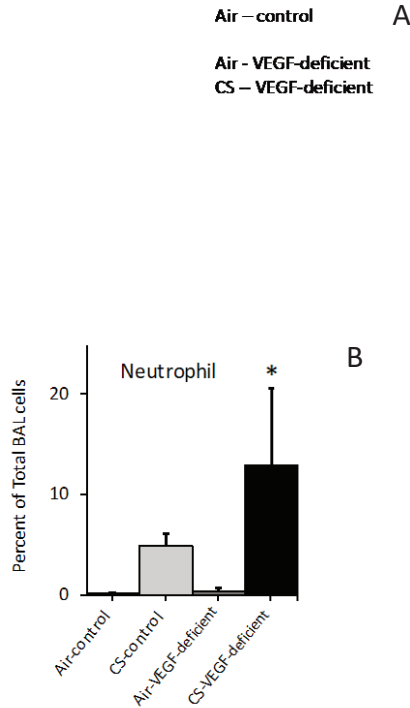 Air – control
A
Air - VEGF-deficient
CS – VEGF-deficient
B
Neutrophil
*
Percent of Total BAL cells
20
10
0
Air-control
CS-control
Air-VEGF-deficient
CS-VEGF-deficient